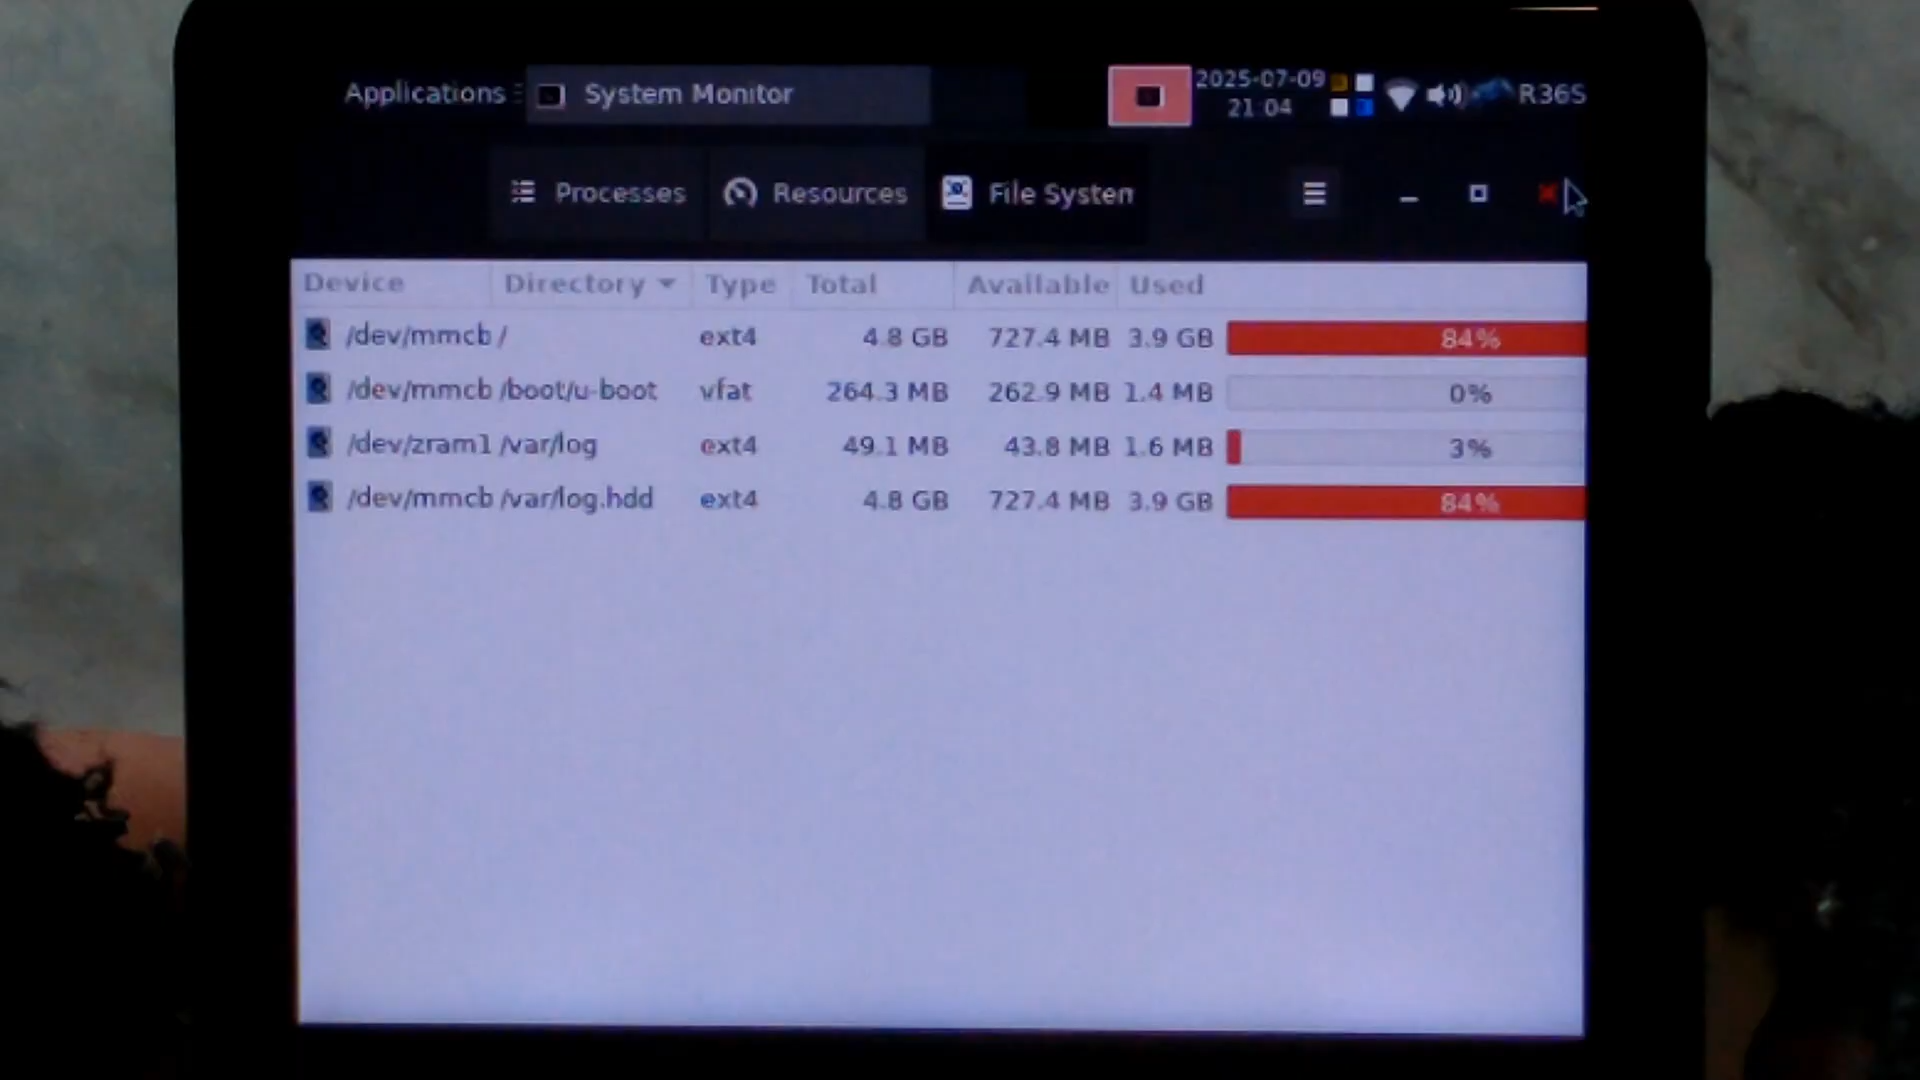 Applications System Monitor 2025-07-09 21:04 R36S
Processes Resources File System
Device Directory Type Total Available Used
/dev/mmcb / ext4 4.8 GB 727.4 MB 3.9 GB 84%
/dev/mmcb /boot/u-boot vfat 264.3 MB 262.9 MB 1.4 MB 0%
/dev/zram1 /var/log ext4 49.1 MB 43.8 MB 1.6 MB 3%
/dev/mmcb /var/log.hdd ext4 4.8 GB 727.4 MB 3.9 GB 84%